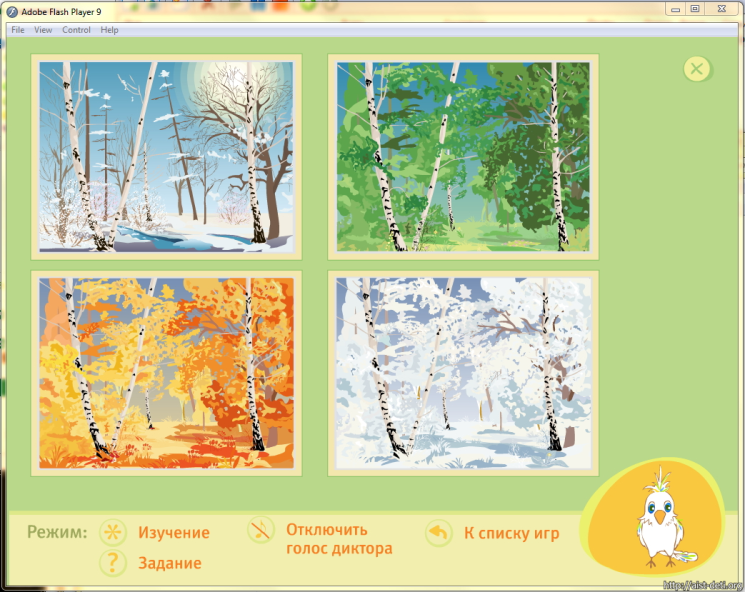 Adobe Flash Player 9
File View Control Help
Режим:
Изучение
Задание
Отключить
голос диктора
К списку игр
http://aist-deti.org